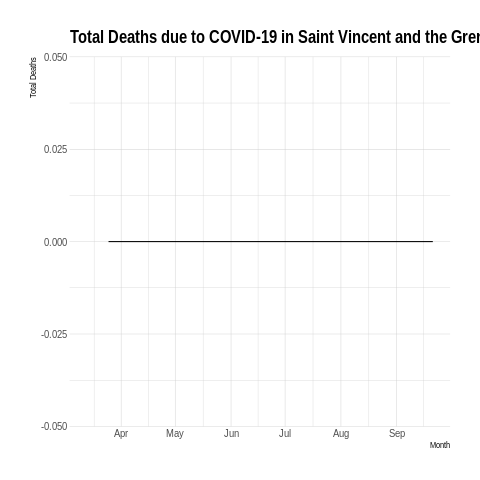 Total Deaths due to COVID-19 in Saint Vincent and the Gre
Total Deaths
0.050
0.025
0.000
-0.025
-0.050
Apr May Jun Jul Aug Sep
Month